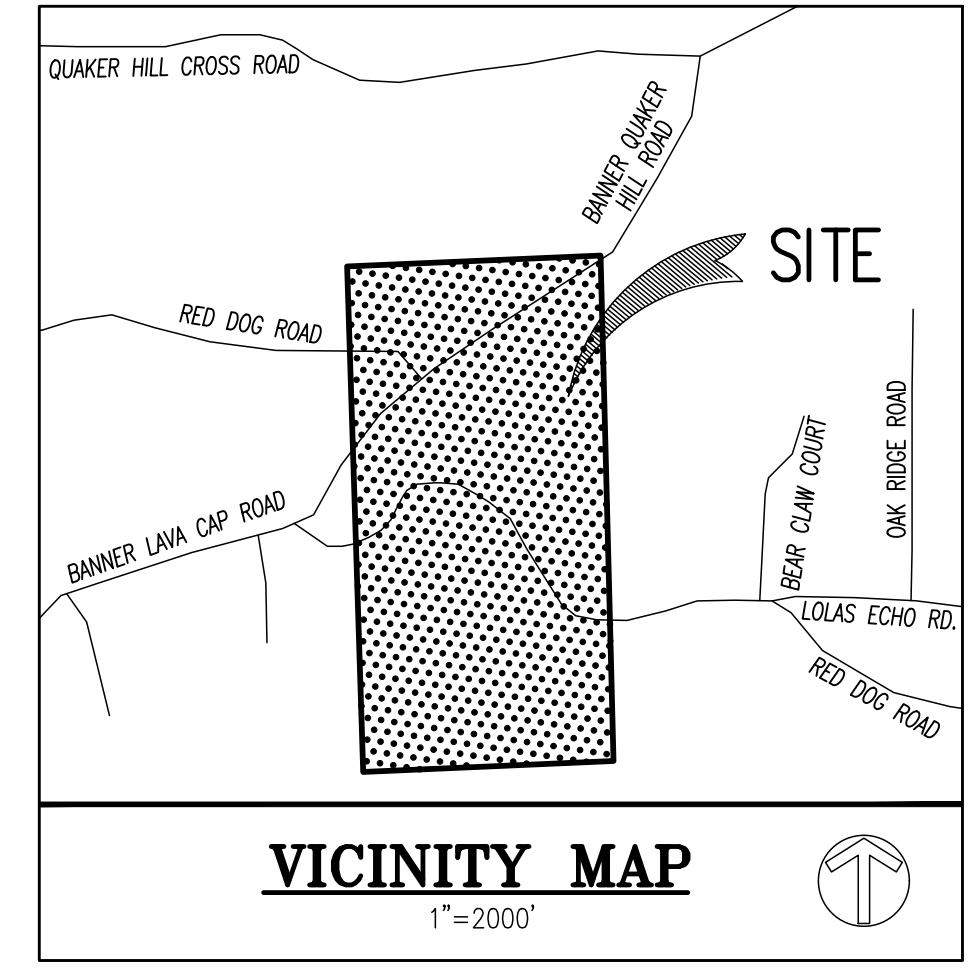 QUAKER HILL CROSS ROAD
BANNER QUAKER
HILL ROAD
SITE
RED DOG ROAD
BANNER LAVA CAP ROAD
BEAR CLAW COURT
OAK RIDGE ROAD
LOLAS ECHO RD.
RED DOG ROAD
VICINITY MAP
1"=2000'